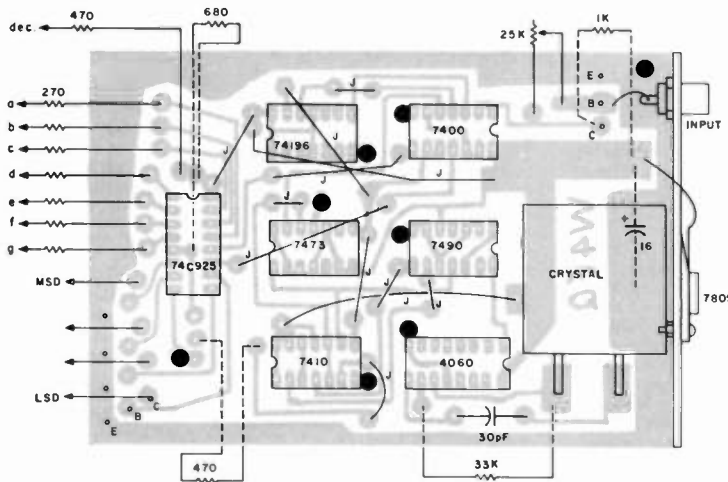 470
680
dec.
25K
1K
E
B
C
INPUT
270
a
b
c
d
e
f
g
J
74196
7400
J
J
J
J
74C925
7473
7490
CRYSTAL
+
16
7805
MSD
J
J
J
J
J
7410
4060
J
LSD
C
B
E
30pF
470
33K